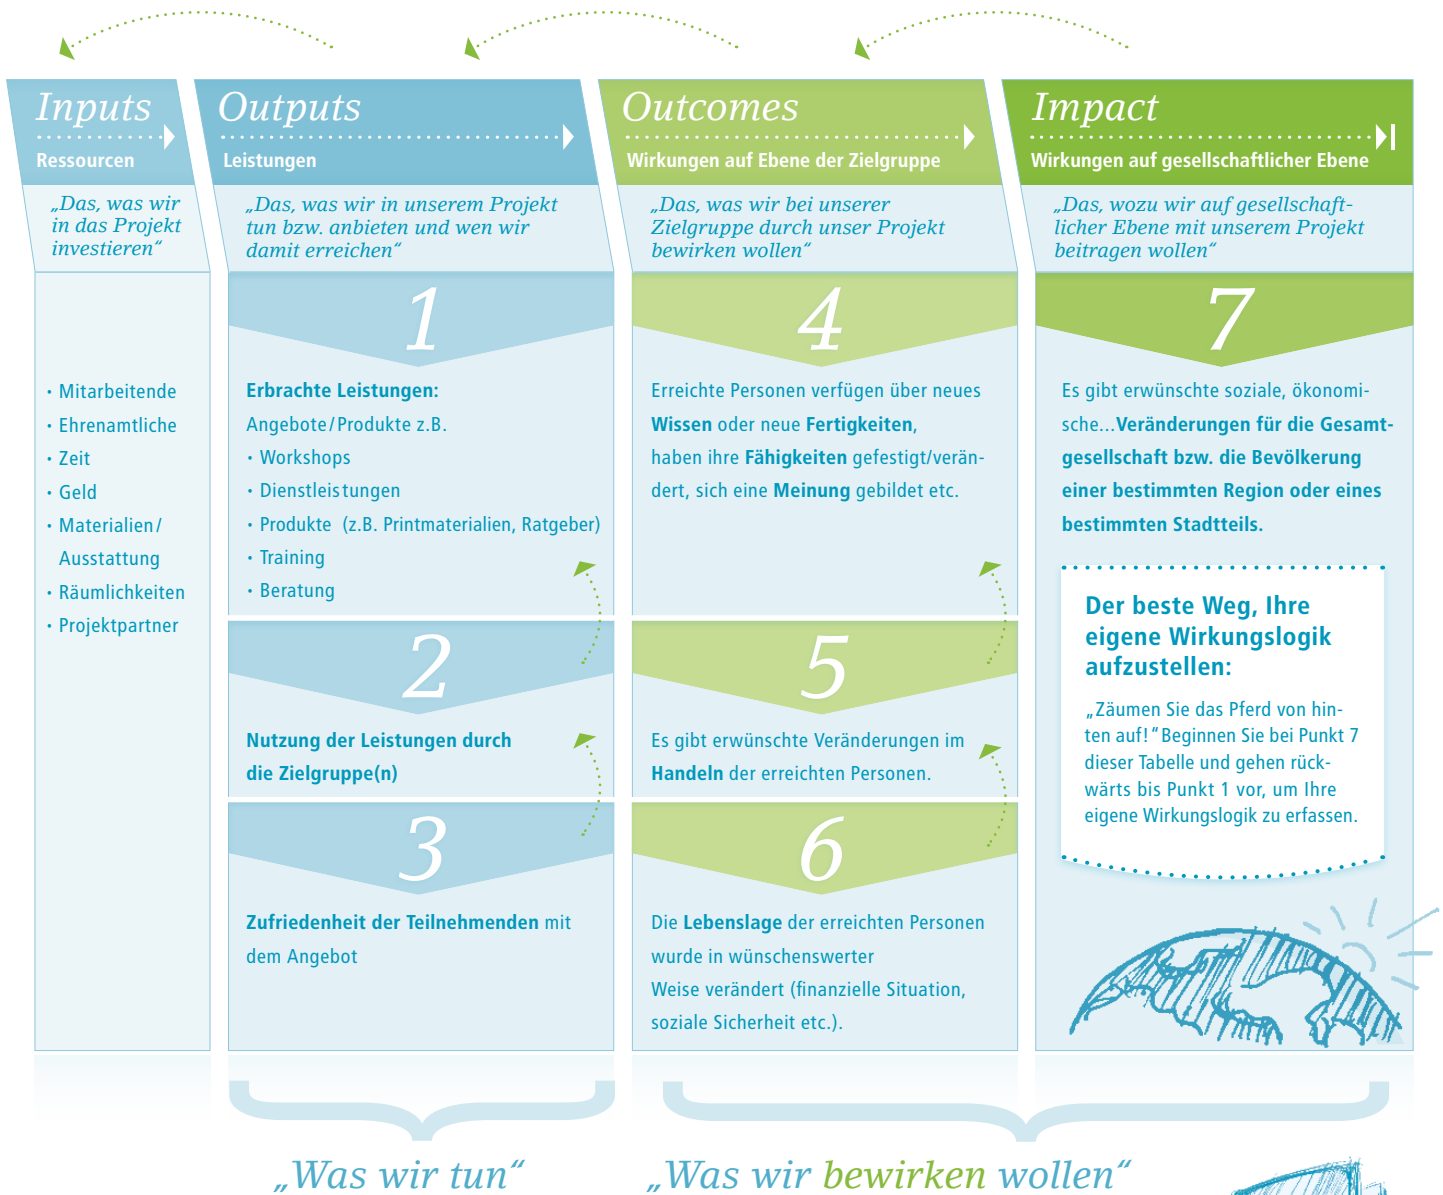 Inputs
Ressourcen
„Das, was wir
in das Projekt
investieren“
• Mitarbeitende
• Ehrenamtliche
• Zeit
• Geld
• Materialien/
Ausstattung
• Räumlichkeiten
• Projektpartner
Outputs
Leistungen
„Das, was wir in unserem Projekt
tun bzw. anbieten und wen wir
damit erreichen“
1
Erbrachte Leistungen:
Angebote/Produkte z.B.
• Workshops
• Dienstleistungen
• Produkte (z.B. Printmaterialien, Ratgeber)
• Training
• Beratung
2
Nutzung der Leistungen durch
die Zielgruppe(n)
3
Zufriedenheit der Teilnehmenden mit
dem Angebot
Outcomes
Wirkungen auf Ebene der Zielgruppe
„Das, was wir bei unserer
Zielgruppe durch unser Projekt
bewirken wollen“
4
Erreichte Personen verfügen über neues
Wissen oder neue Fertigkeiten,
haben ihre Fähigkeiten gefestigt/verän-
dert, sich eine Meinung gebildet etc.
5
Es gibt erwünschte Veränderungen im
Handeln der erreichten Personen.
6
Die Lebenslage der erreichten Personen
wurde in wünschenswerter
Weise verändert (finanzielle Situation,
soziale Sicherheit etc.).
Impact
Wirkungen auf gesellschaftlicher Ebene
„Das, wozu wir auf gesellschaft-
licher Ebene mit unserem Projekt
beitragen wollen“
7
Es gibt erwünschte soziale, ökonomi-
sche...Veränderungen für die Gesamt-
gesellschaft bzw. die Bevölkerung
einer bestimmten Region oder eines
bestimmten Stadtteils.
Der beste Weg, Ihre
eigene Wirkungslogik
aufzustellen:
„Zäumen Sie das Pferd von hin-
ten auf!" Beginnen Sie bei Punkt 7
dieser Tabelle und gehen rück-
wärts bis Punkt 1 vor, um Ihre
eigene Wirkungslogik zu erfassen.
„Was wir tun“
„Was wir bewirken wollen“